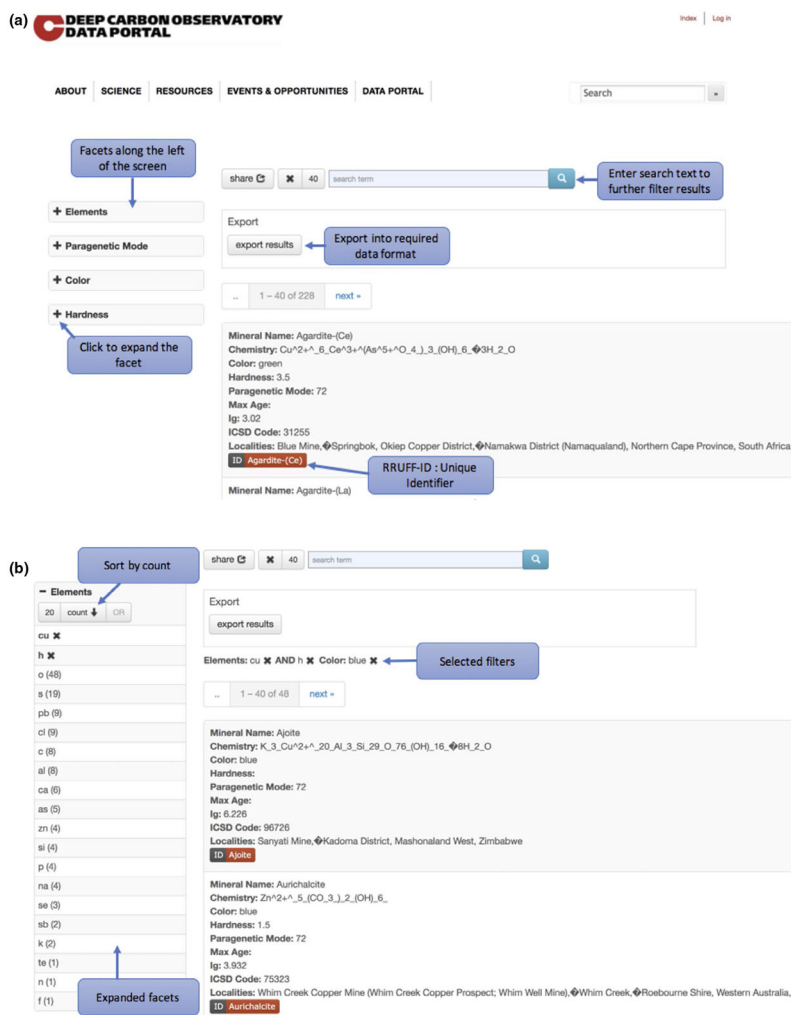 (a)
DEEP CARBON OBSERVATORY
DATA PORTAL
Index | Log in
ABOUT | SCIENCE | RESOURCES | EVENTS & OPPORTUNITIES | DATA PORTAL
Search »
Facets along the left
of the screen
share ✖ 40 search term
Enter search text to
further filter results
+ Elements
+ Paragenetic Mode
+ Color
+ Hardness
Click to expand the
facet
Export
export results
Export into required
data format
.. 1 – 40 of 228 next »
Mineral Name: Agardite-(Ce)
Chemistry: Cu^2+^_6_Ce^3+^(As^5+^O_4_)_3_(OH)_6_�3H_2_O
Color: green
Hardness: 3.5
Paragenetic Mode: 72
Max Age:
Ig: 3.02
ICSD Code: 31255
Localities: Blue Mine,�Springbok, Okiep Copper District,�Namakwa District (Namaqualand), Northern Cape Province, South Africa
ID Agardite-(Ce)
RRUFF-ID : Unique
Identifier
Mineral Name: Agardite-(La)
(b)
Sort by count
share ✖ 40 search term
− Elements
20 count OR
cu ✖
h ✖
o (48)
s (19)
pb (9)
cl (9)
c (8)
al (8)
ca (6)
as (5)
zn (4)
si (4)
p (4)
na (4)
se (3)
sb (2)
k (2)
te (1)
n (1)
f (1)
Expanded facets
Export
export results
Elements: cu ✖ AND h ✖ Color: blue ✖
Selected filters
.. 1 – 40 of 48 next »
Mineral Name: Ajoite
Chemistry: K_3_Cu^2+^_20_Al_3_Si_29_O_76_(OH)_16_�8H_2_O
Color: blue
Hardness:
Paragenetic Mode: 72
Max Age:
Ig: 6.226
ICSD Code: 96726
Localities: Sanyati Mine,�Kadoma District, Mashonaland West, Zimbabwe
ID Ajoite
Mineral Name: Aurichalcite
Chemistry: Zn^2+^_5_(CO_3_)_2_(OH)_6_
Color: blue
Hardness: 1.5
Paragenetic Mode: 72
Max Age:
Ig: 3.932
ICSD Code: 75323
Localities: Whim Creek Copper Mine (Whim Creek Copper Prospect; Whim Well Mine),�Whim Creek,�Roebourne Shire, Western Australia,
ID Aurichalcite